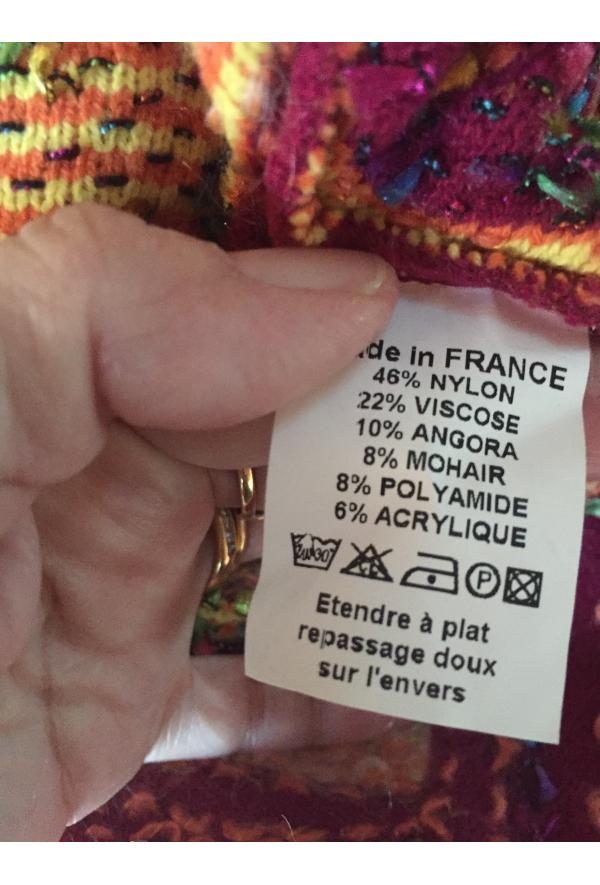 de in FRANCE
46% NYLON
22% VISCOSE
10% ANGORA
8% MOHAIR
8% POLYAMIDE
6% ACRYLIQUE
P
Etendre à plat
repassage doux
sur l'envers